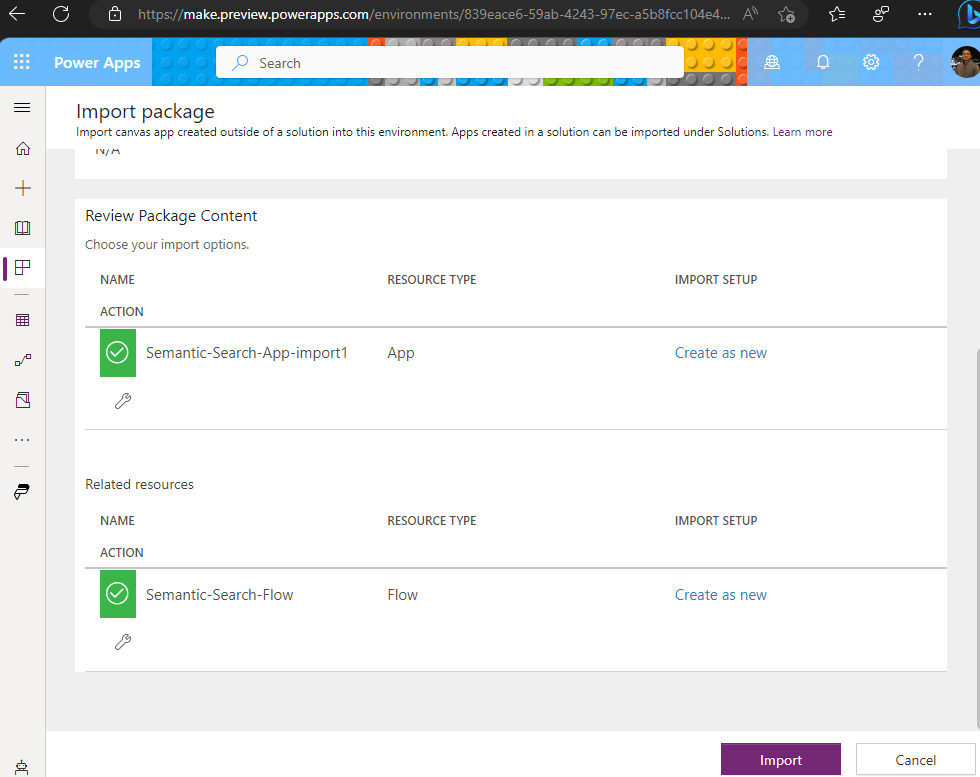 https://make.preview.powerapps.com/environments/839eace6-59ab-4243-97ec-a5b8fcc104e4...
Power Apps
Search
Import package
Import canvas app created outside of a solution into this environment. Apps created in a solution can be imported under Solutions. Learn more
N/A
Review Package Content
Choose your import options.
NAME RESOURCE TYPE IMPORT SETUP
ACTION
Semantic-Search-App-import1 App Create as new
Related resources
NAME RESOURCE TYPE IMPORT SETUP
ACTION
Semantic-Search-Flow Flow Create as new
Import Cancel